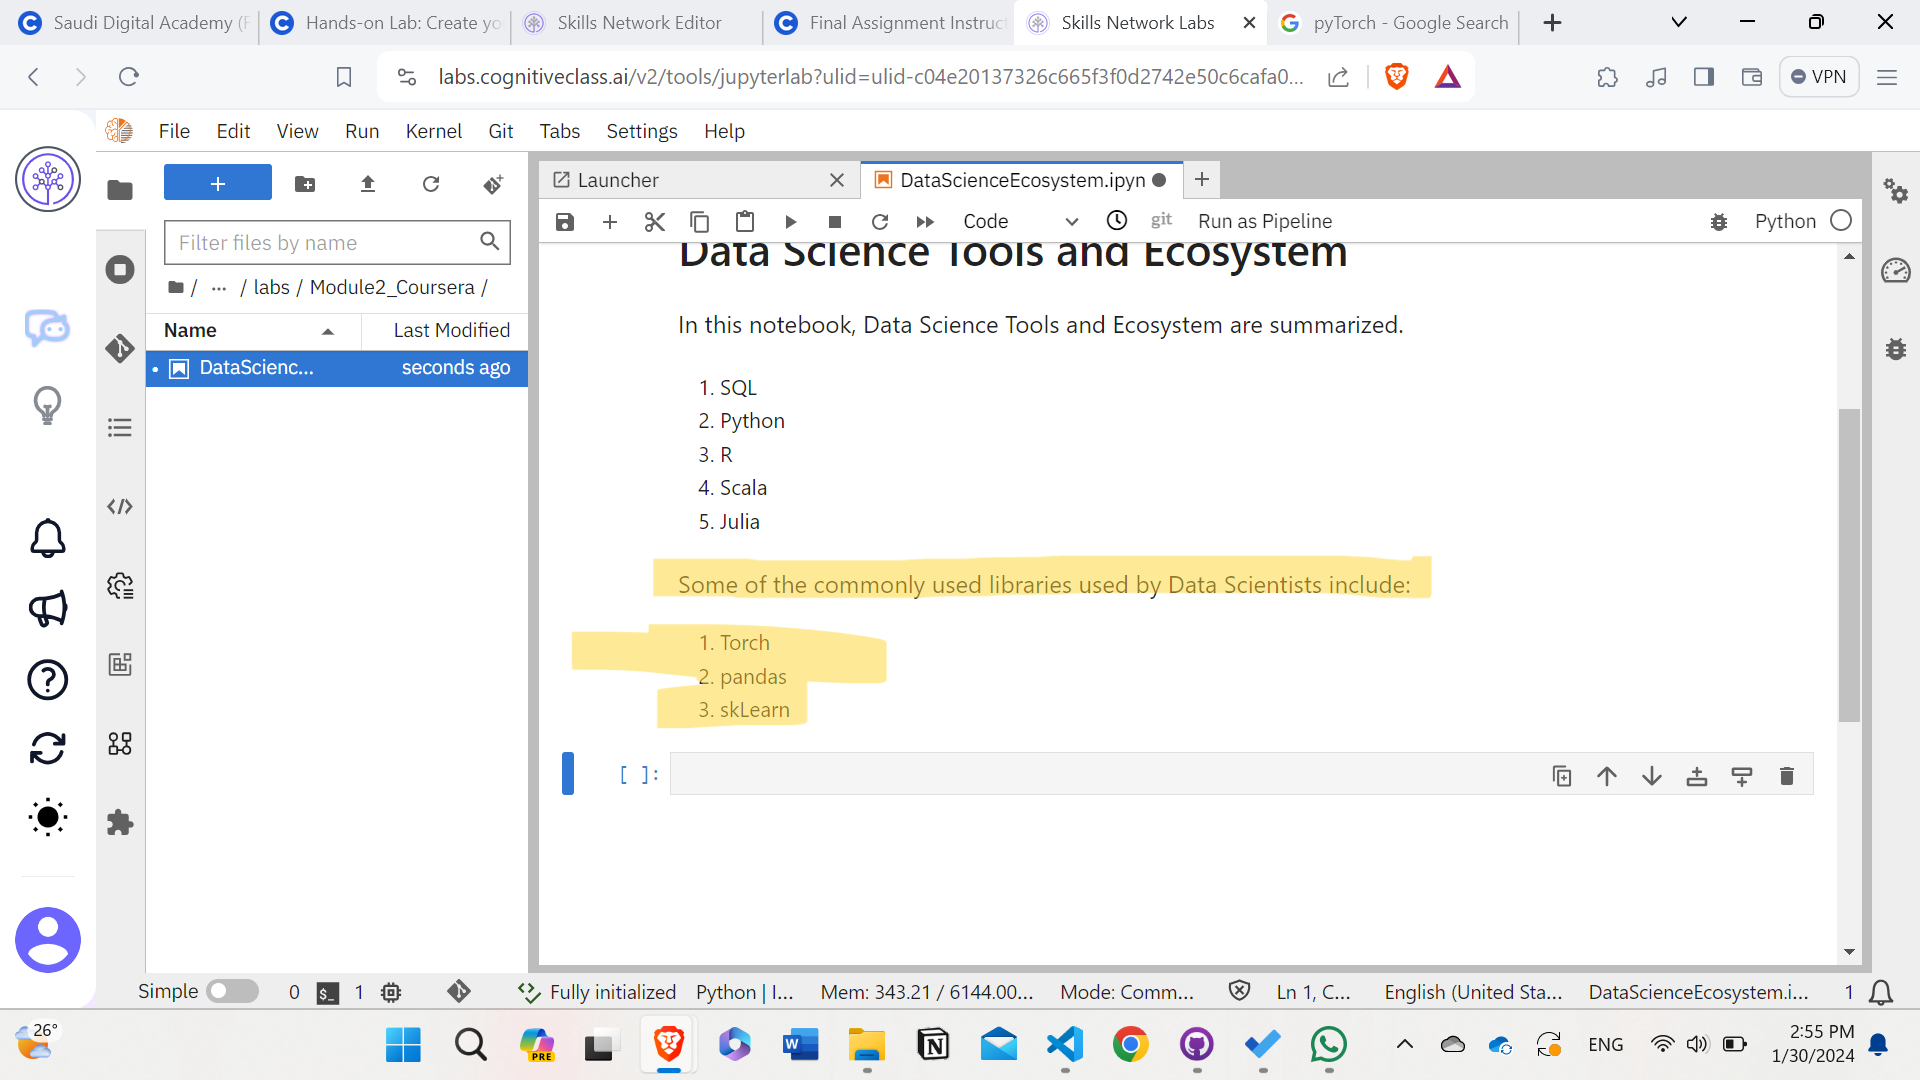 Saudi Digital Academy (F
Hands-on Lab: Create yo
Skills Network Editor
Final Assignment Instruct
Skills Network Labs
pyTorch - Google Search
labs.cognitiveclass.ai/v2/tools/jupyterlab?ulid=ulid-c04e20137326c665f3f0d2742e50c6cafa0...
VPN
File Edit View Run Kernel Git Tabs Settings Help
Launcher
DataScienceEcosystem.ipyn
Code
git
Run as Pipeline
Python
Filter files by name
/ ... / labs / Module2_Coursera /
Name Last Modified
DataScienc... seconds ago
Data Science Tools and Ecosystem
In this notebook, Data Science Tools and Ecosystem are summarized.
1. SQL
2. Python
3. R
4. Scala
5. Julia
Some of the commonly used libraries used by Data Scientists include:
1. Torch
2. pandas
3. skLearn
[ ]:
Simple 0 $_ 1 Fully initialized Python | I... Mem: 343.21 / 6144.00... Mode: Comm... Ln 1, C... English (United Sta... DataScienceEcosystem.i... 1
26°
PRE
W
N
ENG
2:55 PM
1/30/2024